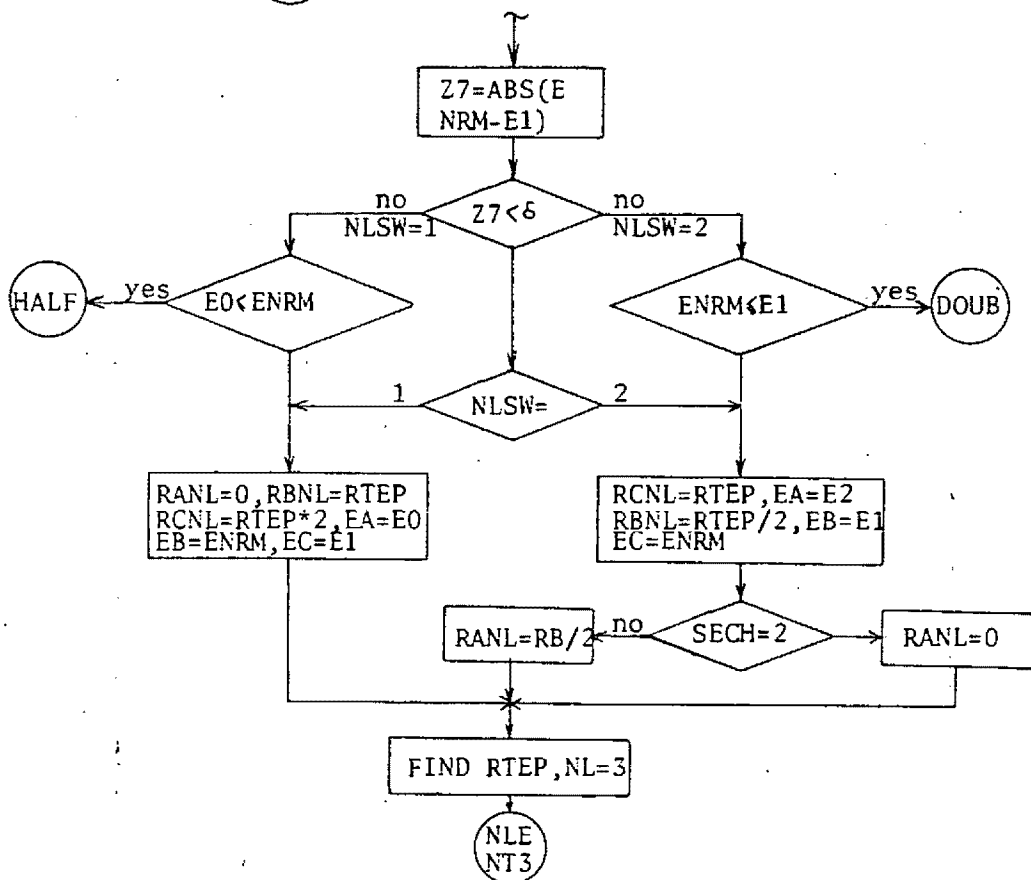 Z7=ABS(E
NRM-E1)
no
NLSW=1
Z7<δ
no
NLSW=2
HALF
yes
E0<ENRM
ENRM≤E1
yes
DOUB
1
NLSW=
2
RANL=0,RBNL=RTEP
RCNL=RTEP*2,EA=E0
EB=ENRM,EC=E1
RCNL=RTEP,EA=E2
RBNL=RTEP/2,EB=E1
EC=ENRM
RANL=RB/2
no
SECH=2
RANL=0
FIND RTEP,NL=3
NLE
NT3